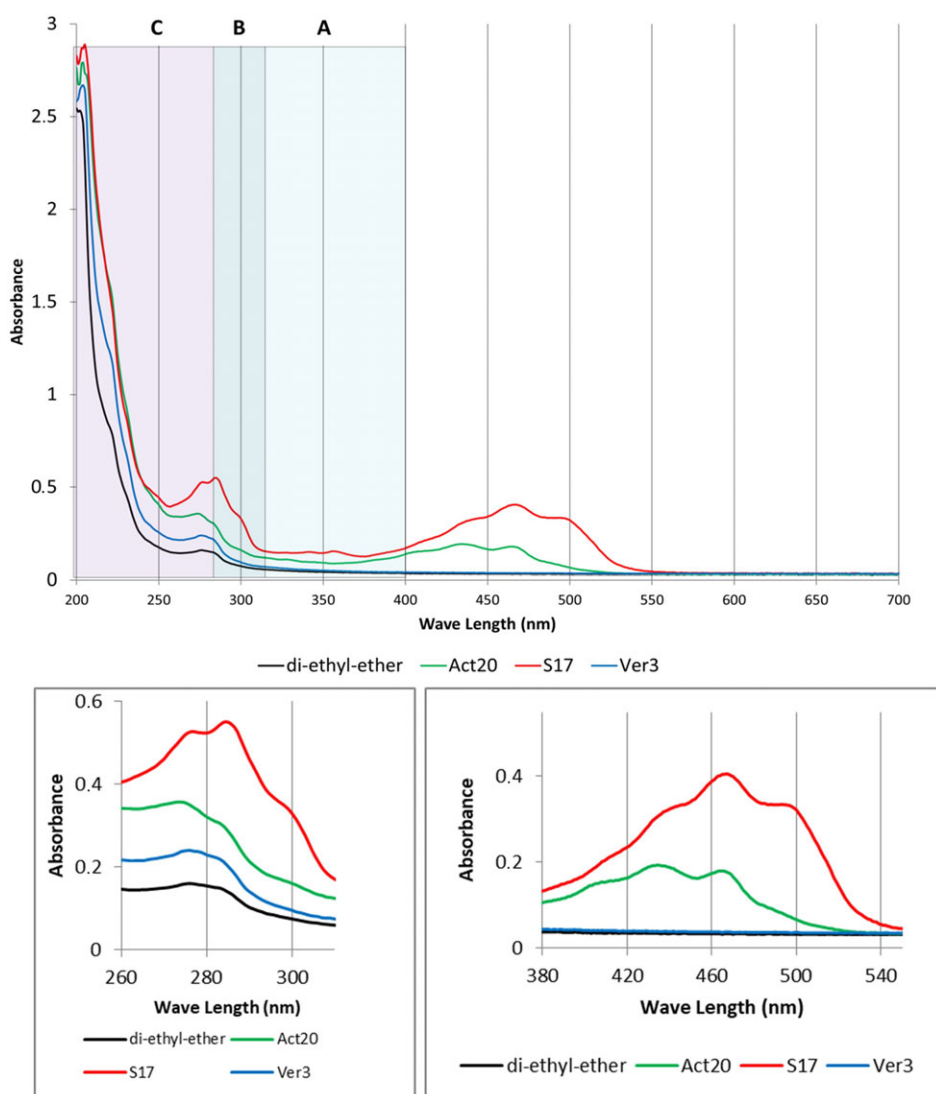 C B A
3
2.5
2
1.5
1
0.5
0
Absorbance
200 250 300 350 400 450 500 550 600 650 700
Wave Length (nm)
di-ethyl-ether Act20 S17 Ver3
0.6
0.4
0.2
0
Absorbance
260 280 300
Wave Length (nm)
di-ethyl-ether Act20
S17 Ver3
0.4
0.2
0
Absorbance
380 420 460 500 540
Wave Length (nm)
di-ethyl-ether Act20 S17 Ver3